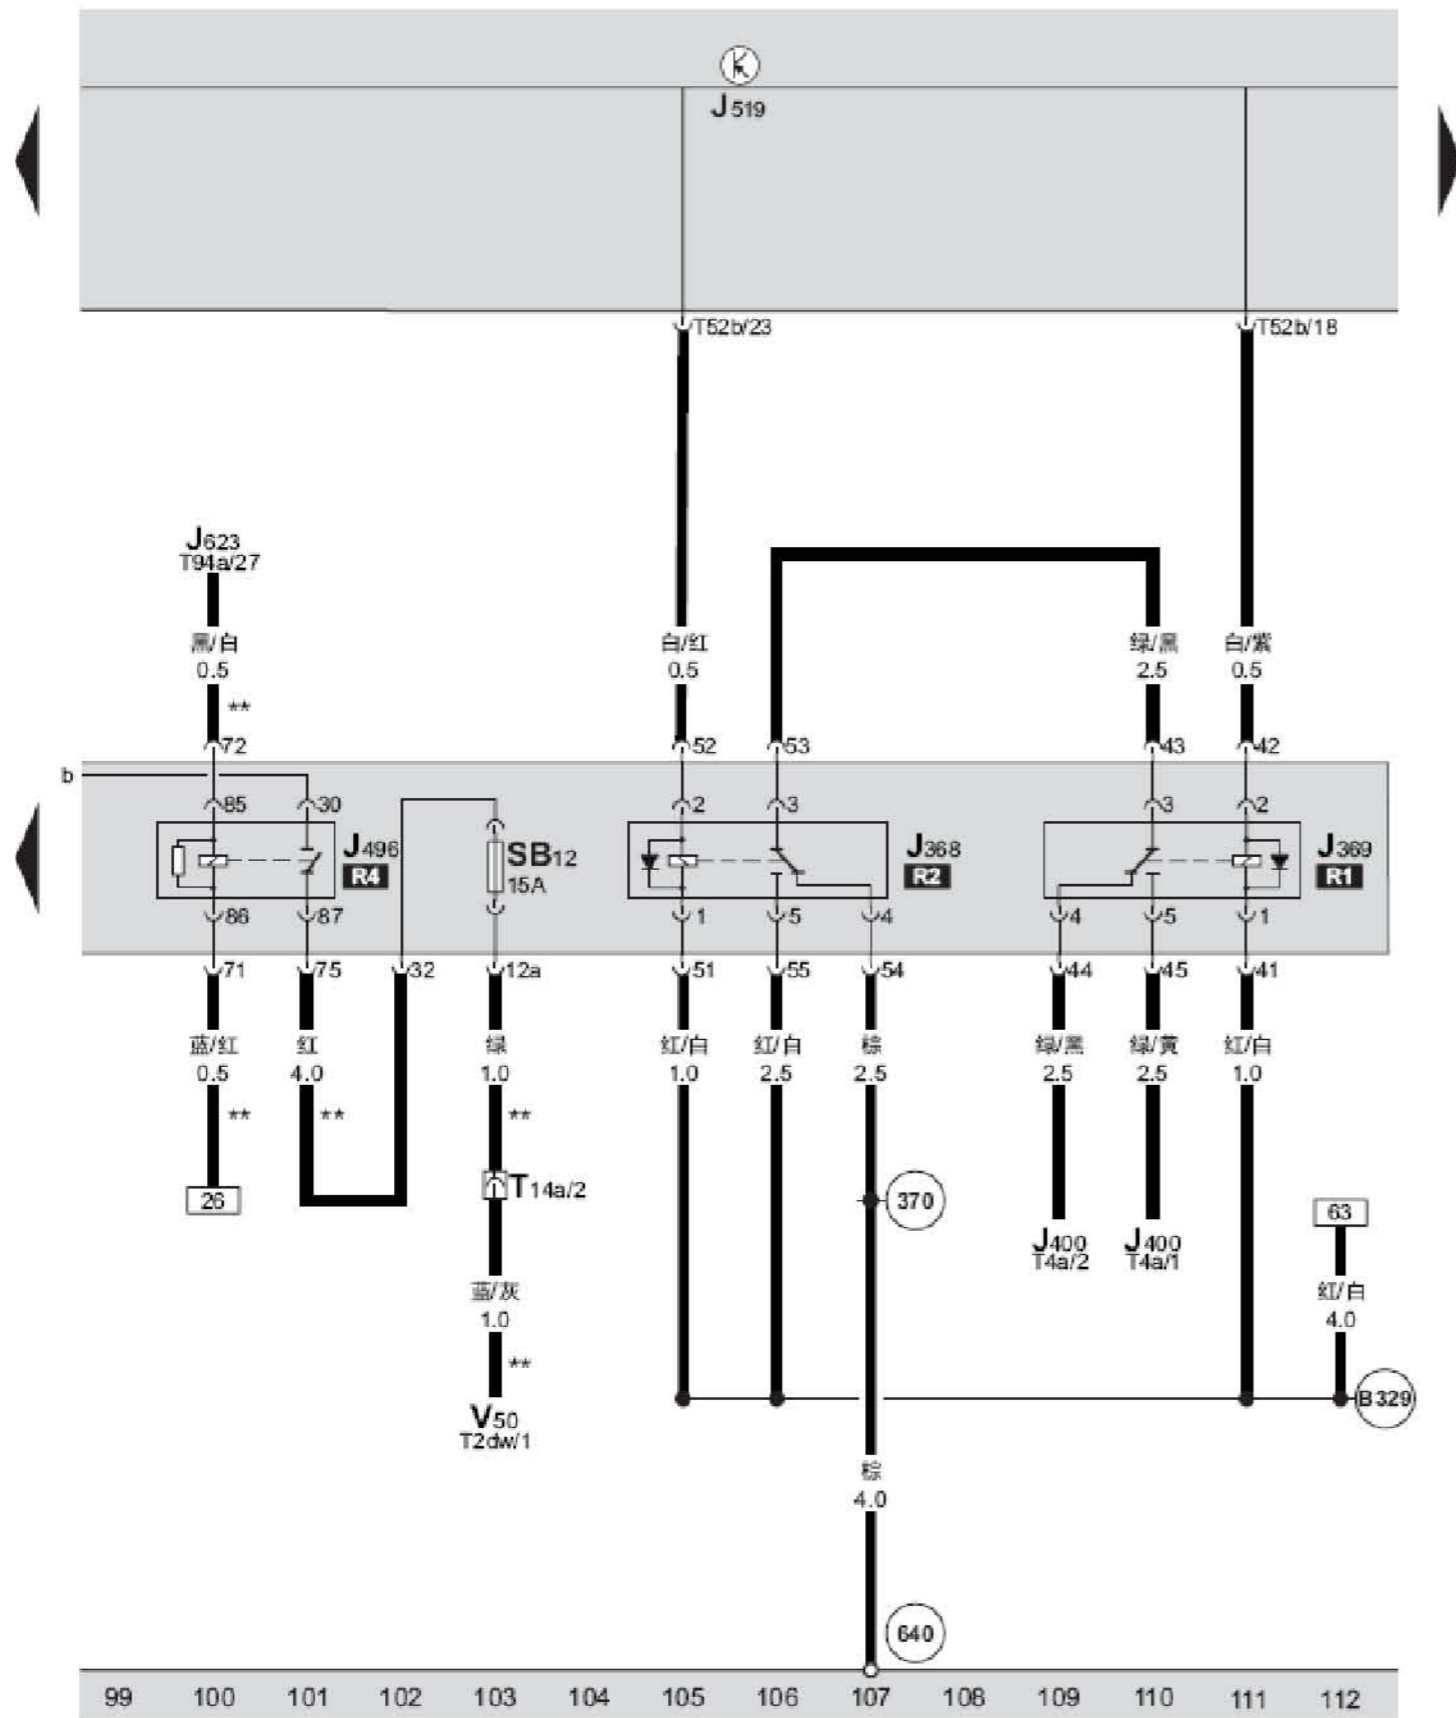 J519
T52b/23 T52b/18
J623
T94a/27
黑/白 白/红 绿/黑 白/紫
0.5 0.5 2.5 0.5
**
72 52 53 43 42
b
85 30 2 3 3 2
J496 SB12 J368 J369
R4 15A R2 R1
86 87 1 5 4 4 5 1
71 75 32 12a 51 55 54 44 45 41
蓝/红 红 绿 红/白 红/白 棕 绿/黑 绿/黄 红/白
0.5 4.0 1.0 1.0 2.5 2.5 2.5 2.5 1.0
** ** **
26 T14a/2 370 63
J400 J400
T4a/2 T4a/1
蓝/灰 红/白
1.0 4.0
**
B329
V50
T2dw/1
棕
4.0
640
99 100 101 102 103 104 105 106 107 108 109 110 111 112